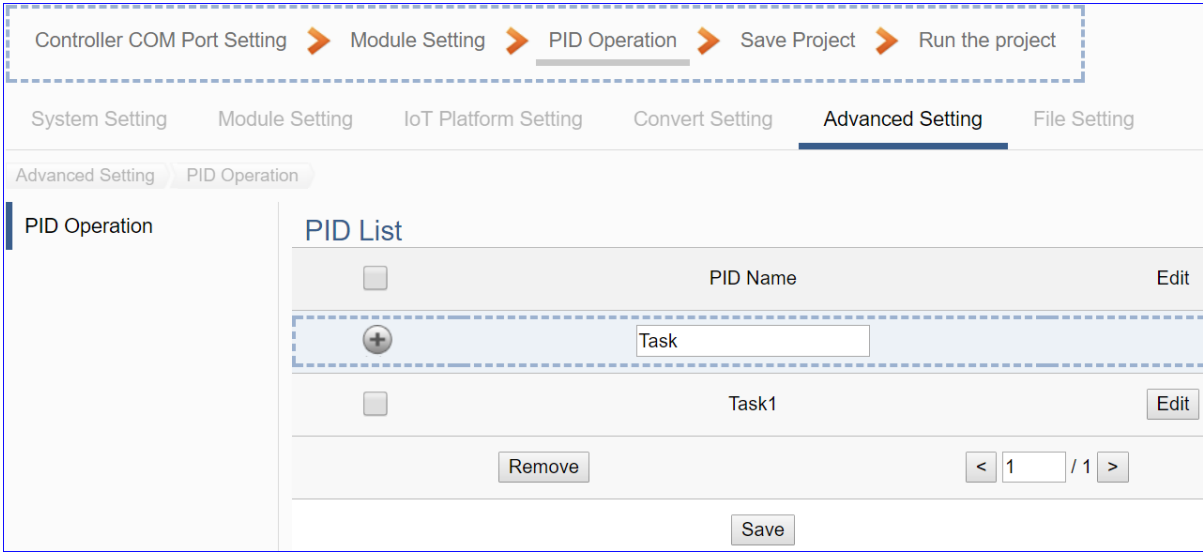 Controller COM Port Setting Module Setting PID Operation Save Project Run the project
System Setting Module Setting IoT Platform Setting Convert Setting Advanced Setting File Setting
Advanced Setting PID Operation
PID Operation
PID List
PID Name Edit
Task
Task1 Edit
Remove < 1 / 1 >
Save